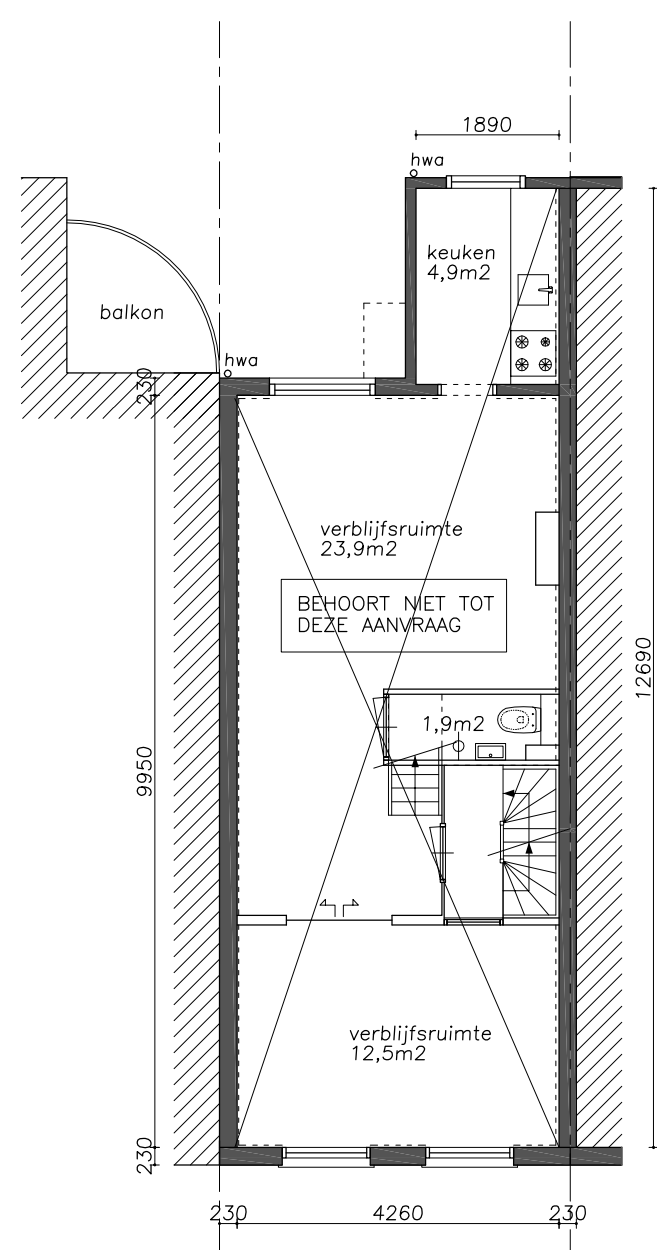 1890
hwa
keuken
4,9m2
balkon
hwa
230
verblijfsruimte
23,9m2
BEHOORT NIET TOT
DEZE AANVRAAG
12690
1,9m2
9950
verblijfsruimte
12,5m2
230
230
4260
230